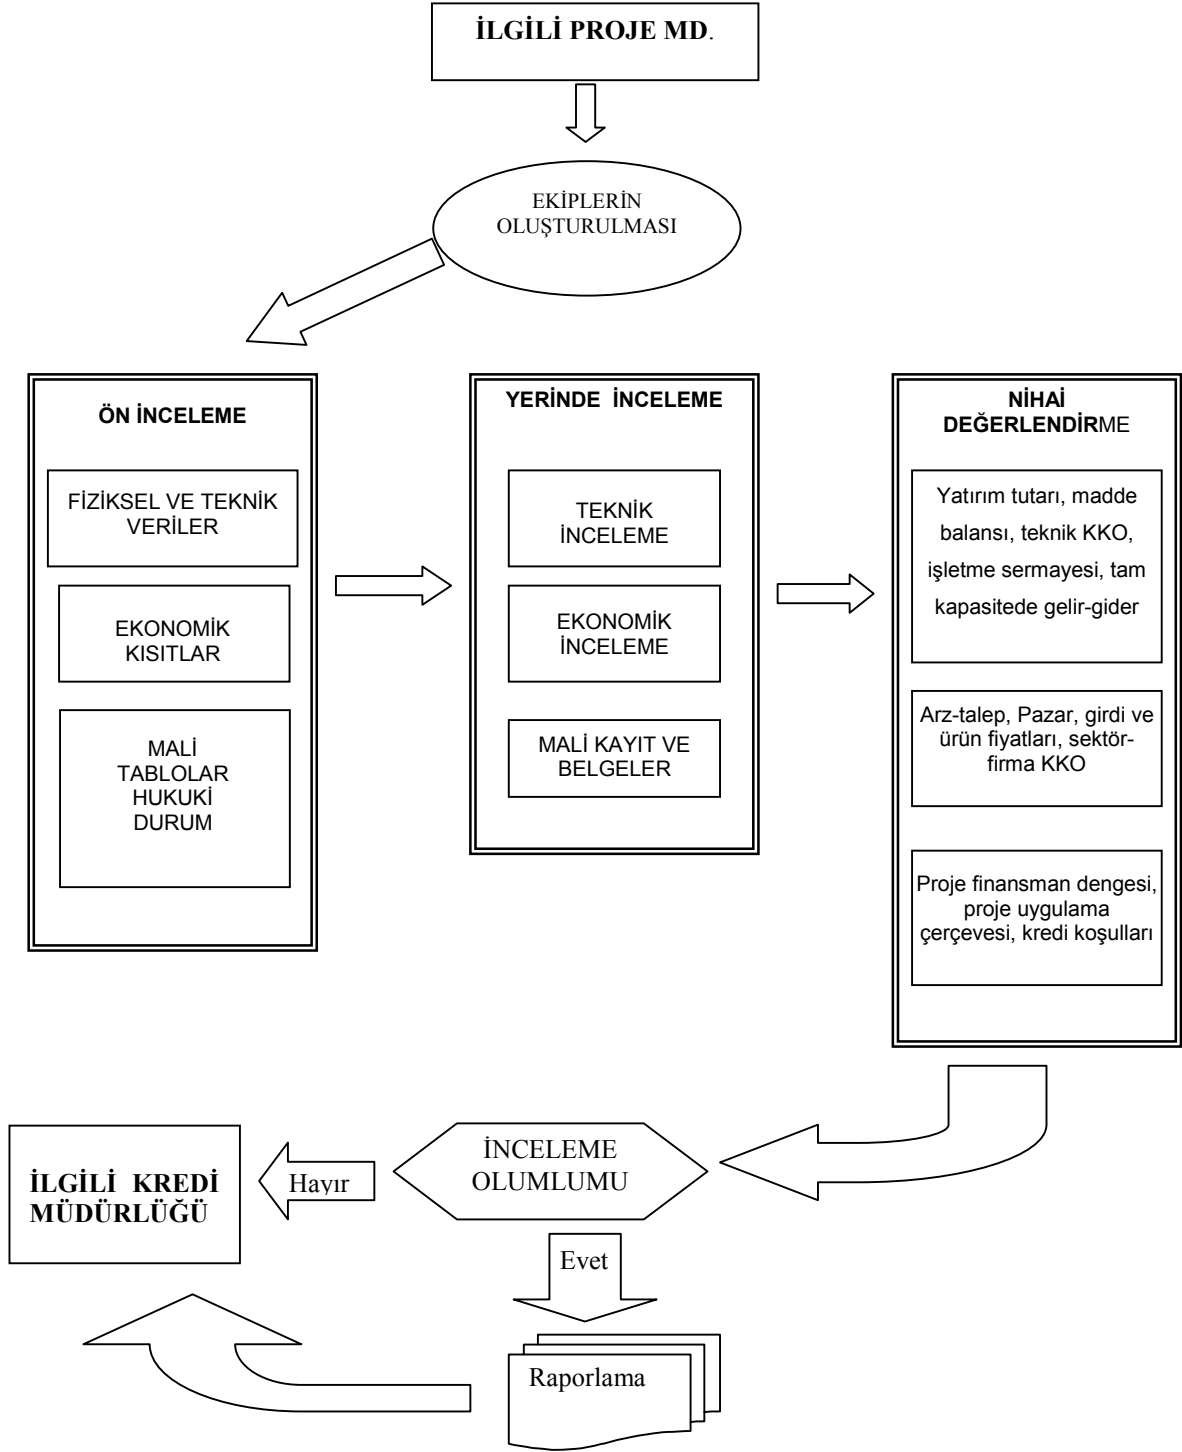 İLGİLİ PROJE MD.
EKİPLERİN
OLUŞTURULMASI
ÖN İNCELEME
FİZİKSEL VE TEKNİK
VERİLER
EKONOMİK
KISITLAR
MALİ
TABLOLAR
HUKUKİ
DURUM
YERİNDE İNCELEME
TEKNİK
İNCELEME
EKONOMİK
İNCELEME
MALİ KAYIT VE
BELGELER
NİHAİ
DEĞERLENDİRME
Yatırım tutarı, madde
balansı, teknik KKO,
işletme sermayesi, tam
kapasitede gelir-gider
Arz-talep, Pazar, girdi ve
ürün fiyatları, sektör-
firma KKO
Proje finansman dengesi,
proje uygulama
çerçevesi, kredi koşulları
İNCELEME
OLUMLUMU
Hayır
İLGİLİ KREDİ
MÜDÜRLÜĞÜ
Evet
Raporlama